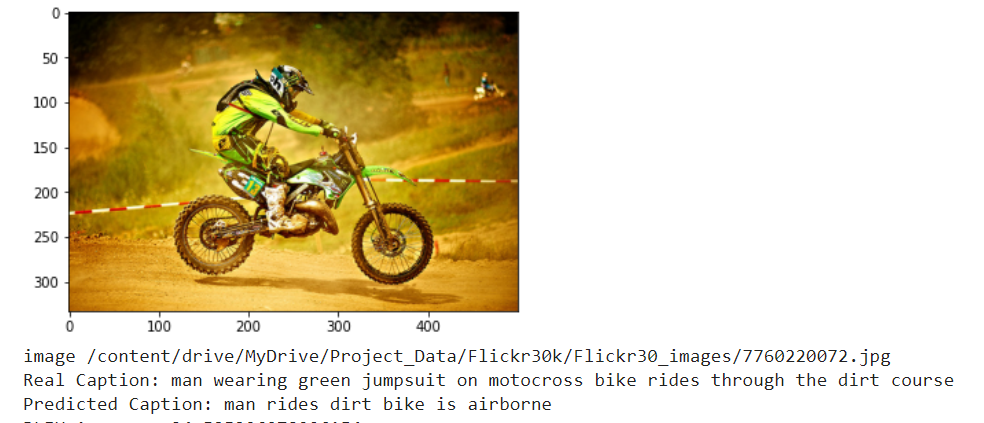 0
50
100
150
200
250
300
0 100 200 300 400
image /content/drive/MyDrive/Project_Data/Flickr30k/Flickr30_images/7760220072.jpg
Real Caption: man wearing green jumpsuit on motocross bike rides through the dirt course
Predicted Caption: man rides dirt bike is airborne